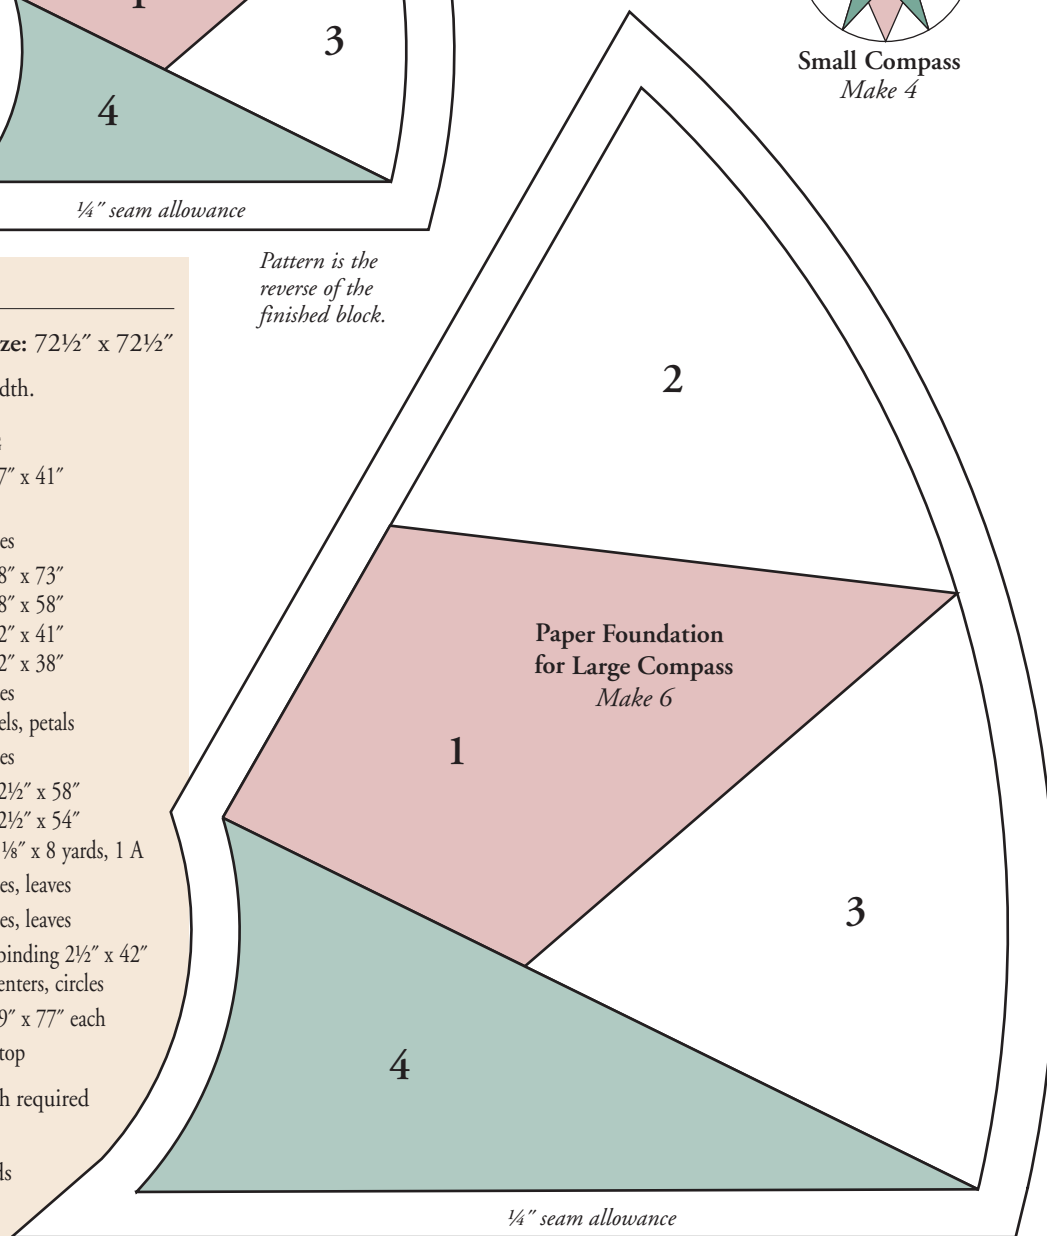 3
4
¼″ seam allowance
Small Compass
Make 4
Pattern is the
reverse of the
finished block.
ze: 72½″ x 72½″
dth.
7″ x 41″
es
8″ x 73″
8″ x 58″
2″ x 41″
2″ x 38″
es
els, petals
es
2½″ x 58″
2½″ x 54″
⅛″ x 8 yards, 1 A
es, leaves
es, leaves
binding 2½″ x 42″
enters, circles
9″ x 77″ each
top
h required
ds
2
Paper Foundation
for Large Compass
Make 6
1
3
4
¼″ seam allowance